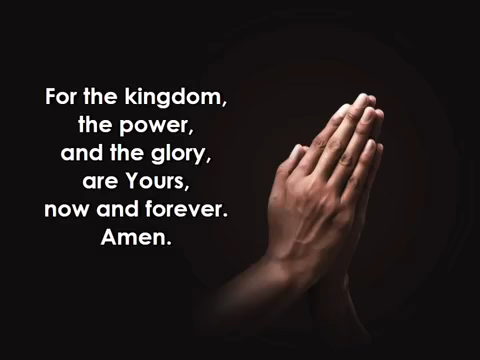 For the kingdom,
the power,
and the glory,
are Yours,
now and forever.
Amen.